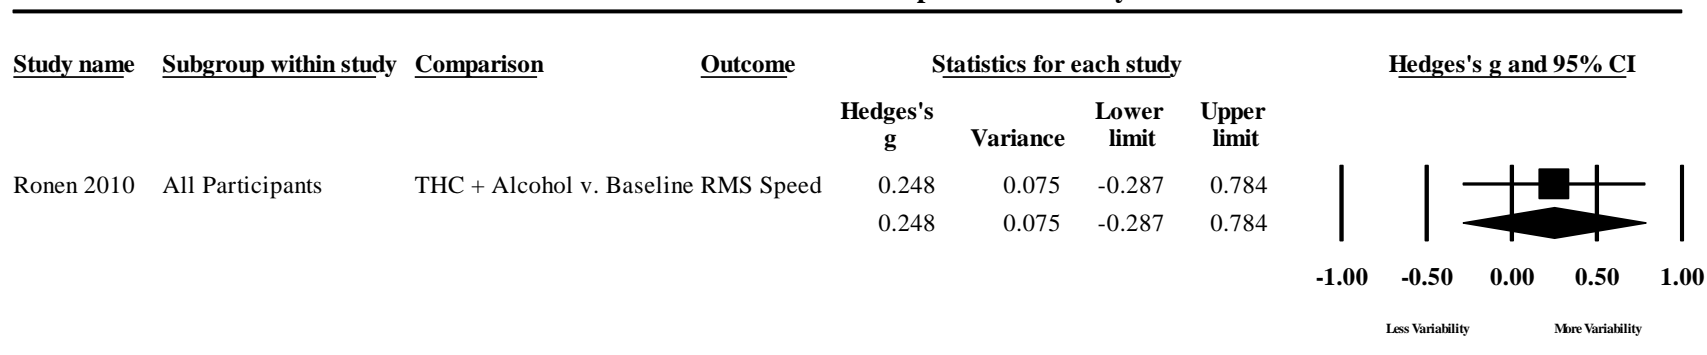 Study name Subgroup within study Comparison Outcome Statistics for each study Hedges's g and 95% CI
Hedges's g Variance Lower limit Upper limit
Ronen 2010 All Participants THC + Alcohol v. Baseline RMS Speed 0.248 0.075 -0.287 0.784
0.248 0.075 -0.287 0.784
-1.00 -0.50 0.00 0.50 1.00
Less Variability More Variability